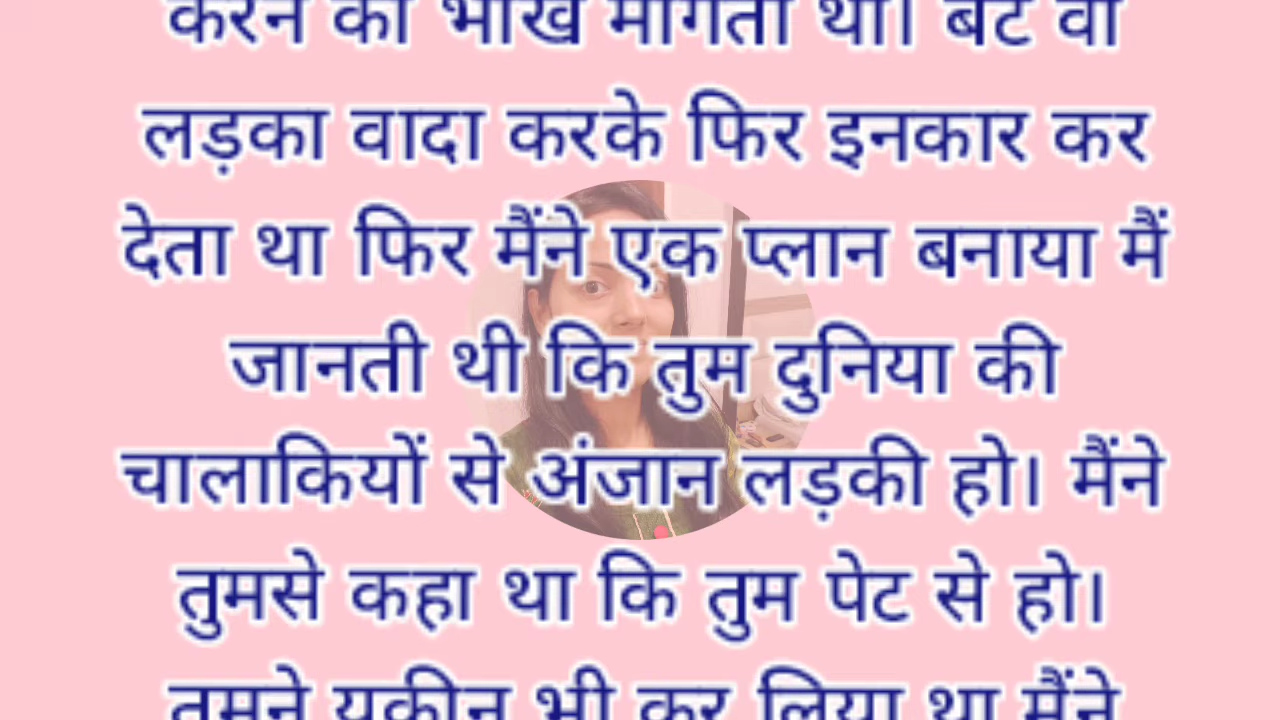 करने की भीख मांगती थी। बट वो
लड़का वादा करके फिर इनकार कर
देता था फिर मैंने एक प्लान बनाया मैं
जानती थी कि तुम दुनिया की
चालाकियों से अंजान लड़की हो। मैंने
तुमसे कहा था कि तुम पेट से हो।
तुमने यकीन भी कर लिया था मैंने